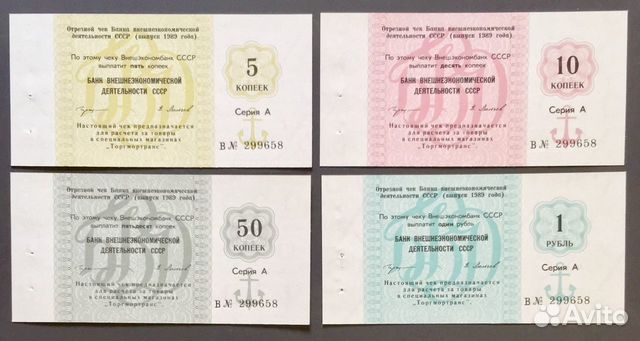 Отрезной чек Банка внешнеэкономической
деятельности СССР (выпуск 1989 года)
По этому чеку Внешэкономбанк СССР
выплатит пять копеек
БАНК ВНЕШНЕЭКОНОМИЧЕСКОЙ
ДЕЯТЕЛЬНОСТИ СССР
Настоящий чек предназначается
для расчета за товары
в специальных магазинах
„Торгмортранс".
5
КОПЕЕК
Серия А
В № 299658
Отрезной чек Банка внешнеэкономической
деятельности СССР (выпуск 1989 года)
По этому чеку Внешэкономбанк СССР
выплатит десять копеек
БАНК ВНЕШНЕЭКОНОМИЧЕСКОЙ
ДЕЯТЕЛЬНОСТИ СССР
Настоящий чек предназначается
для расчета за товары
в специальных магазинах
„Торгмортранс".
10
КОПЕЕК
Серия А
В № 299658
Отрезной чек Банка внешнеэкономической
деятельности СССР (выпуск 1989 года)
По этому чеку Внешэкономбанк СССР
выплатит пятьдесят копеек
БАНК ВНЕШНЕЭКОНОМИЧЕСКОЙ
ДЕЯТЕЛЬНОСТИ СССР
Настоящий чек предназначается
для расчета за товары
в специальных магазинах
„Торгмортранс".
50
КОПЕЕК
Серия А
В № 299658
Отрезной чек Банка внешнеэкономической
деятельности СССР (выпуск 1989 года)
По этому чеку Внешэкономбанк СССР
выплатит один рубль
БАНК ВНЕШНЕЭКОНОМИЧЕСКОЙ
ДЕЯТЕЛЬНОСТИ СССР
Настоящий чек предназначается
для расчета за товары
в специальных магазинах
„Торгмортранс".
1
РУБЛЬ
Серия А
В № 299658
Avito